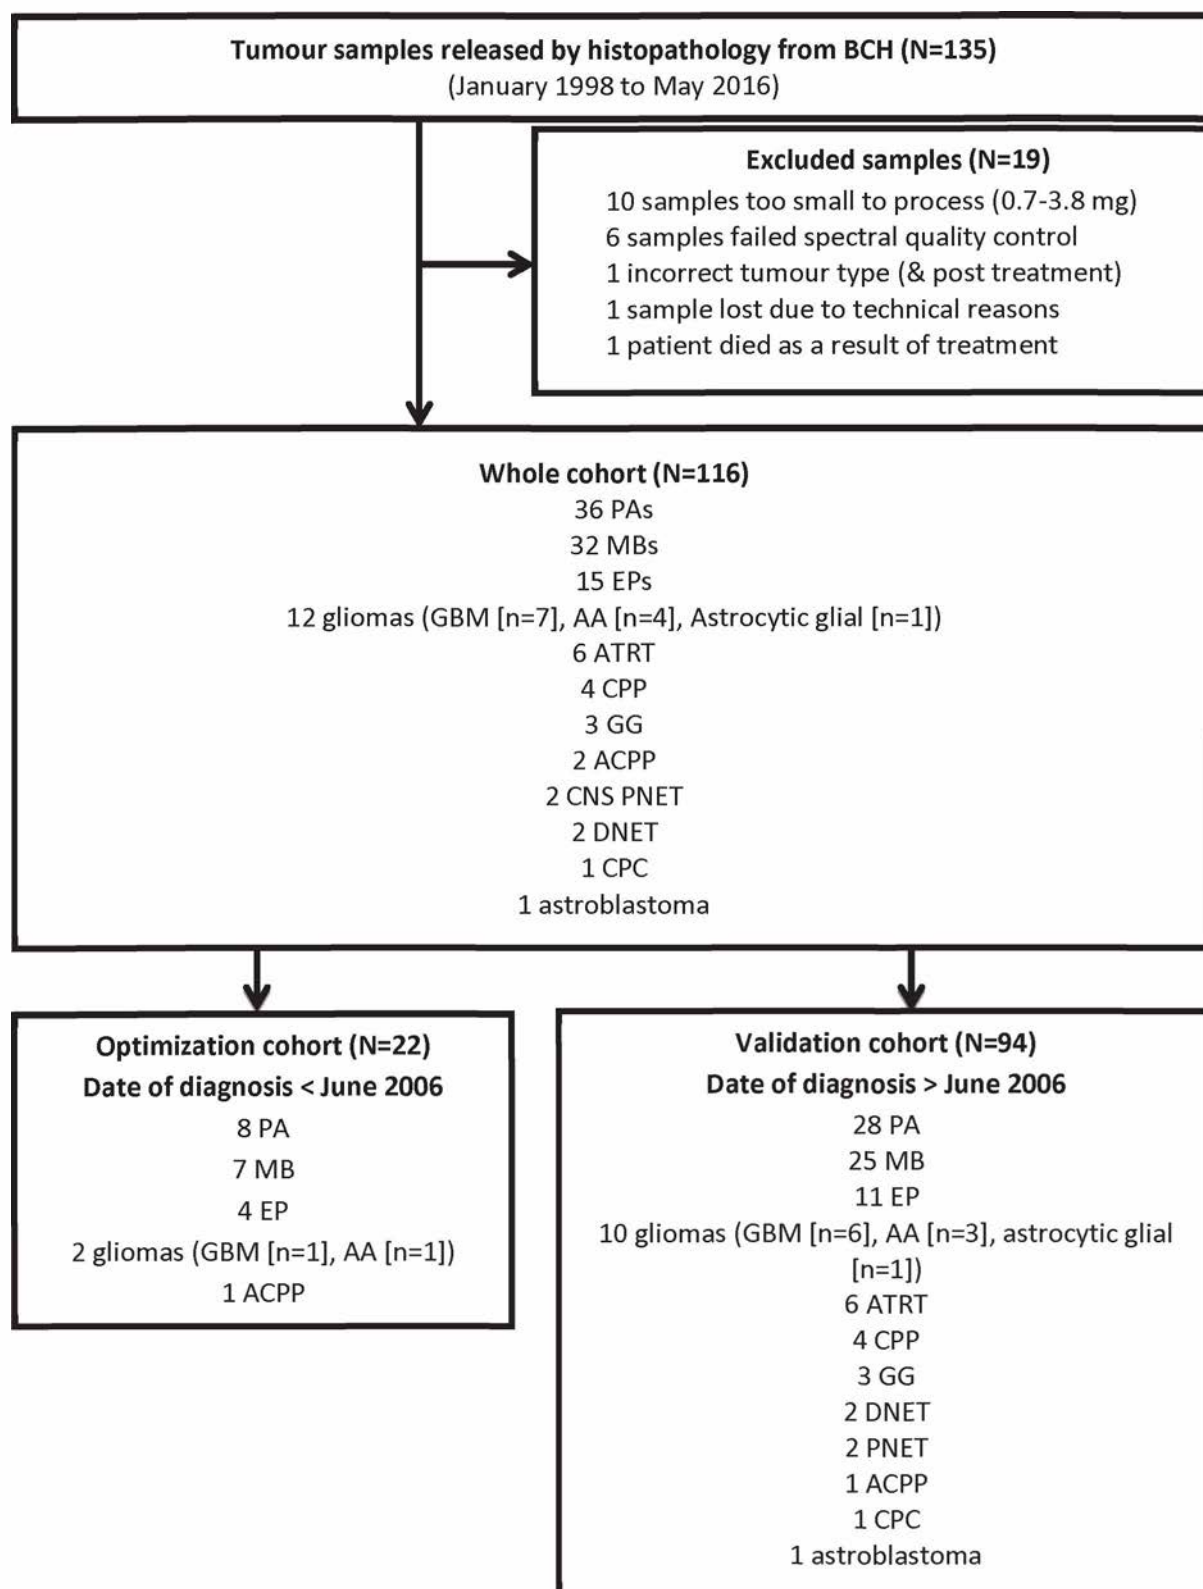 Tumour samples released by histopathology from BCH (N=135)
(January 1998 to May 2016)
Excluded samples (N=19)
10 samples too small to process (0.7-3.8 mg)
6 samples failed spectral quality control
1 incorrect tumour type (& post treatment)
1 sample lost due to technical reasons
1 patient died as a result of treatment
Whole cohort (N=116)
36 PAs
32 MBs
15 EPs
12 gliomas (GBM [n=7], AA [n=4], Astrocytic glial [n=1])
6 ATRT
4 CPP
3 GG
2 ACPP
2 CNS PNET
2 DNET
1 CPC
1 astroblastoma
Optimization cohort (N=22)
Date of diagnosis < June 2006
8 PA
7 MB
4 EP
2 gliomas (GBM [n=1], AA [n=1])
1 ACPP
Validation cohort (N=94)
Date of diagnosis > June 2006
28 PA
25 MB
11 EP
10 gliomas (GBM [n=6], AA [n=3], astrocytic glial
[n=1])
6 ATRT
4 CPP
3 GG
2 DNET
2 PNET
1 ACPP
1 CPC
1 astroblastoma